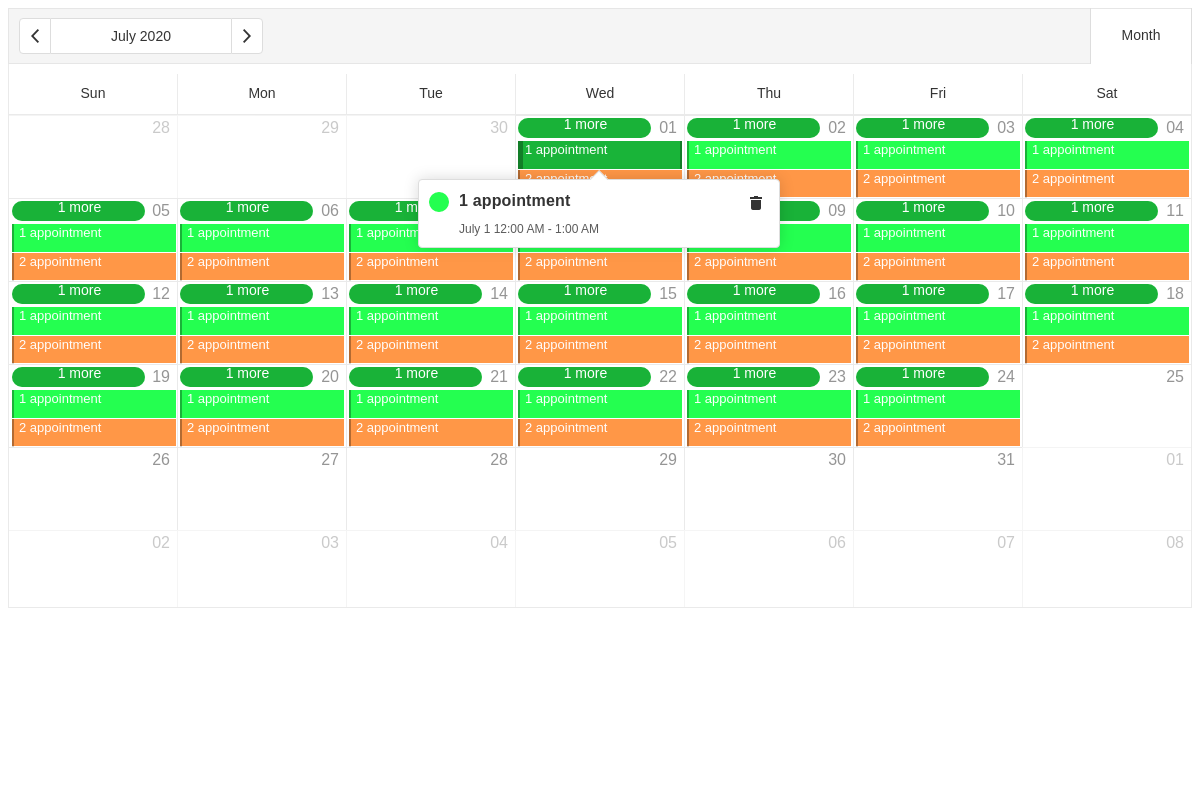 July 2020
Month
Sun Mon Tue Wed Thu Fri Sat
28 29 30 1 more 01 1 more 02 1 more 03 1 more 04
1 appointment 1 appointment 1 appointment 1 appointment
2 appointment 2 appointment 2 appointment
1 appointment
July 1 12:00 AM - 1:00 AM
1 more 05 1 more 06 1 m 09 1 more 10 1 more 11
1 appointment 1 appointment 1 appointm 1 appointment 1 appointment
2 appointment 2 appointment 2 appointment 2 appointment 2 appointment 2 appointment 2 appointment
1 more 12 1 more 13 1 more 14 1 more 15 1 more 16 1 more 17 1 more 18
1 appointment 1 appointment 1 appointment 1 appointment 1 appointment 1 appointment 1 appointment
2 appointment 2 appointment 2 appointment 2 appointment 2 appointment 2 appointment 2 appointment
1 more 19 1 more 20 1 more 21 1 more 22 1 more 23 1 more 24 25
1 appointment 1 appointment 1 appointment 1 appointment 1 appointment 1 appointment
2 appointment 2 appointment 2 appointment 2 appointment 2 appointment 2 appointment
26 27 28 29 30 31 01
02 03 04 05 06 07 08